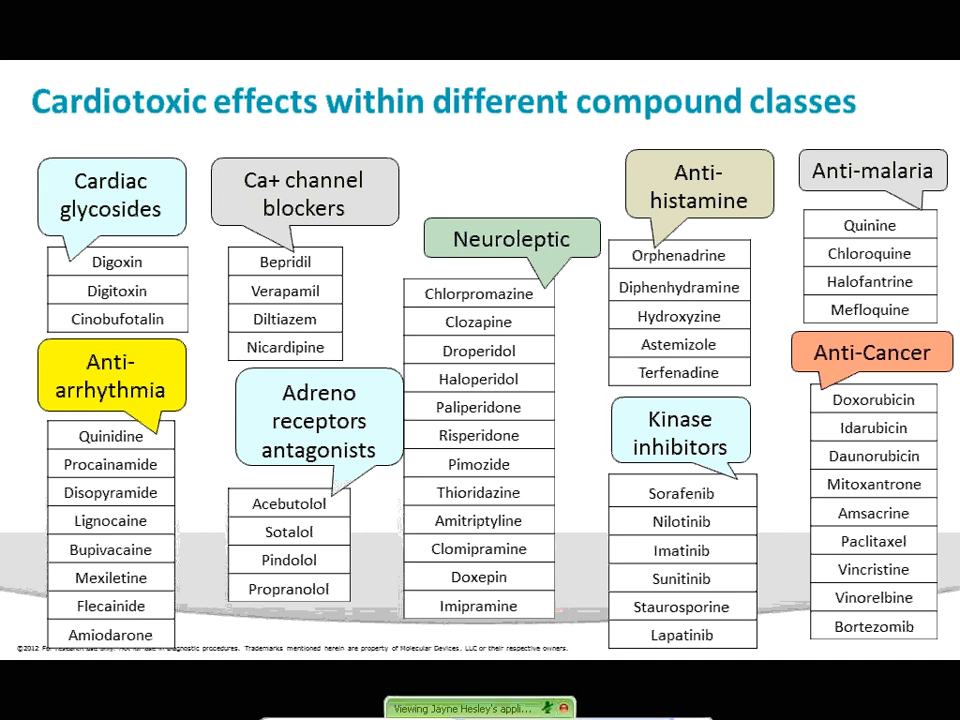 Cardiotoxic effects within different compound classes
Cardiac
glycosides
Digoxin
Digitoxin
Cinobufotalin
Anti-
arrhythmia
Quinidine
Procainamide
Disopyramide
Lignocaine
Bupivacaine
Mexiletine
Flecainide
Amiodarone
Ca+ channel
blockers
Bepridil
Verapamil
Diltiazem
Nicardipine
Adreno
receptors
antagonists
Acebutolol
Sotalol
Pindolol
Propranolol
Neuroleptic
Chlorpromazine
Clozapine
Droperidol
Haloperidol
Paliperidone
Risperidone
Pimozide
Thioridazine
Amitriptyline
Clomipramine
Doxepin
Imipramine
Anti-
histamine
Orphenadrine
Diphenhydramine
Hydroxyzine
Astemizole
Terfenadine
Kinase
inhibitors
Sorafenib
Nilotinib
Imatinib
Sunitinib
Staurosporine
Lapatinib
Anti-malaria
Quinine
Chloroquine
Halofantrine
Mefloquine
Anti-Cancer
Doxorubicin
Idarubicin
Daunorubicin
Mitoxantrone
Amsacrine
Paclitaxel
Vincristine
Vinorelbine
Bortezomib
©2012 For research use only. Not for use in diagnostic procedures. Trademarks mentioned herein are property of Molecular Devices, LLC or their respective owners.
Viewing Jayne Hesley's appli...